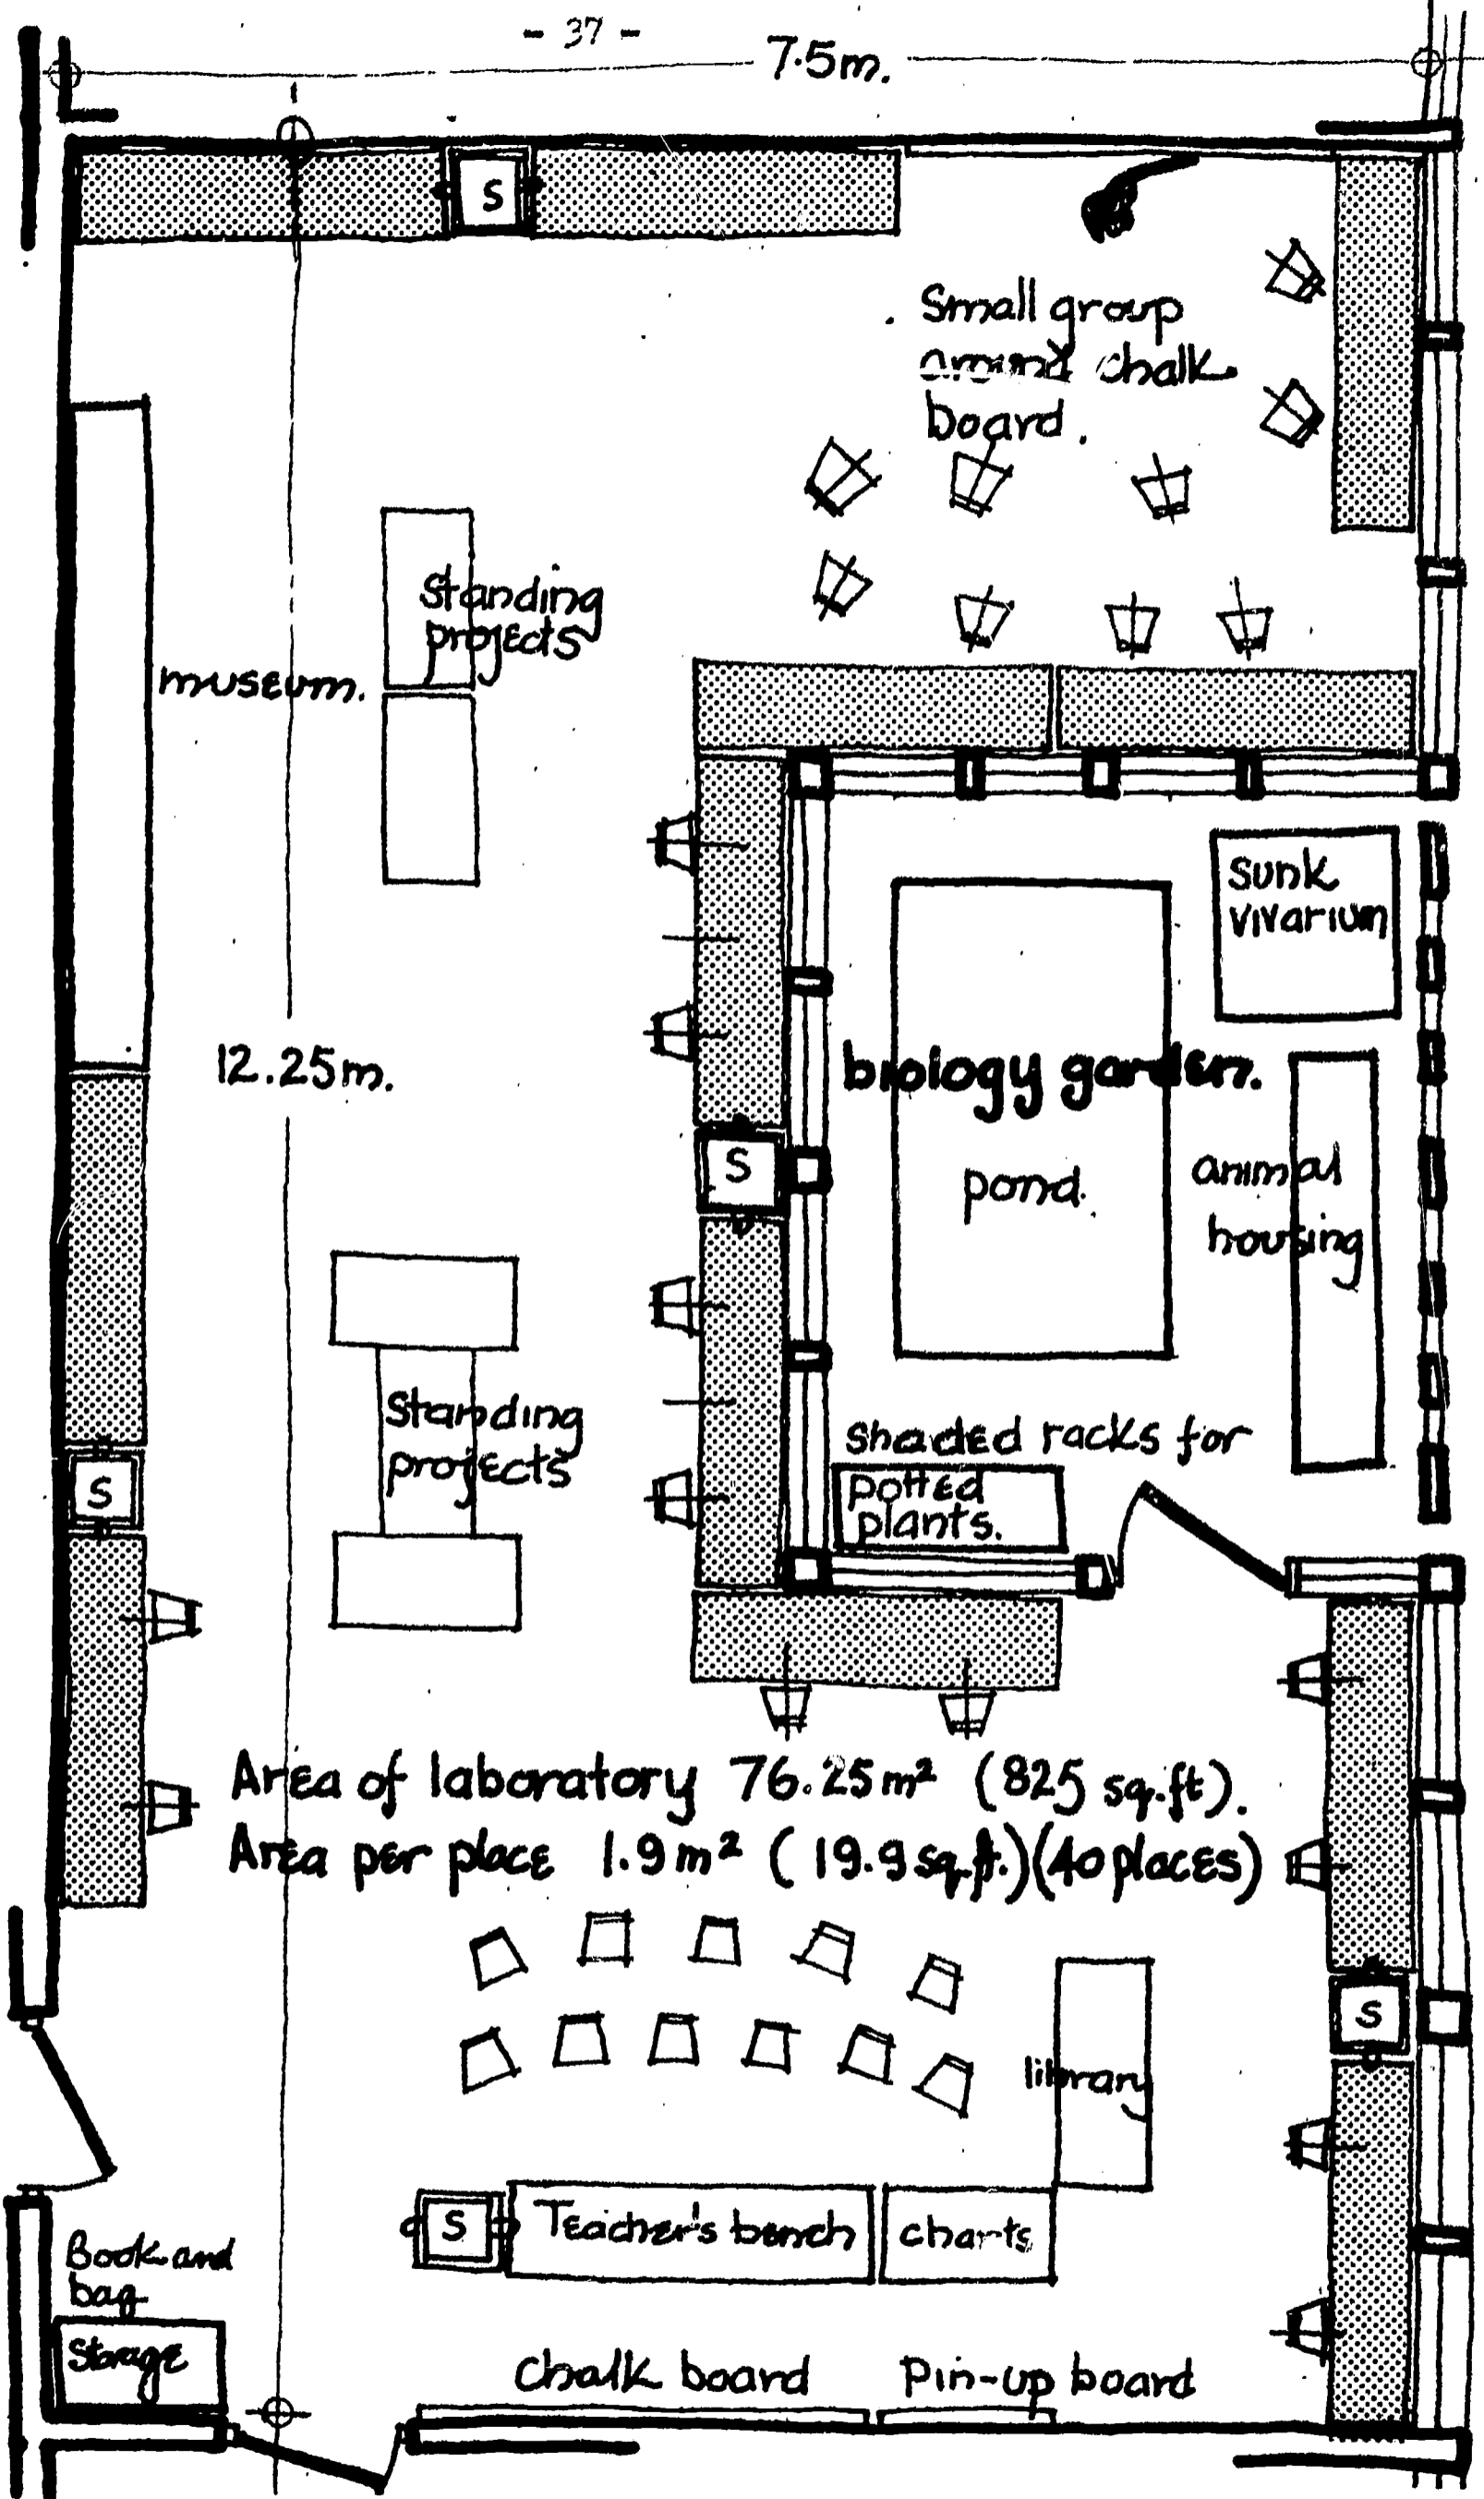 - 37 -
7.5m.
S
Small group
around chalk
board.
Standing
projects
museum.
sunk
vivarium
12.25m.
biology garden.
S
pond.
animal
housing
Standing
projects
shaded racks for
potted
plants.
S
Area of laboratory 76.25m² (825 sq.ft).
Area per place 1.9m² (19.9 sq.ft.)(40 places)
S
library
S
Teacher's bench
charts
Book and
bag
Storage
Chalk board
Pin-up board